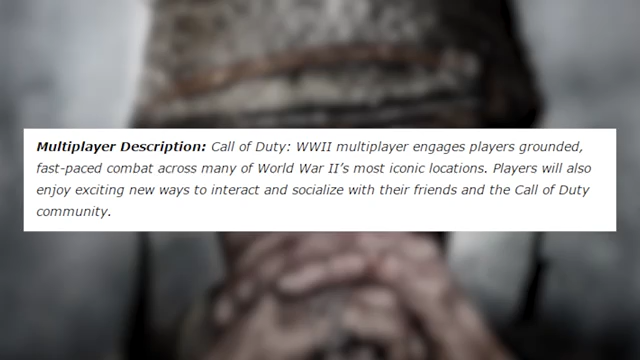 Multiplayer Description: Call of Duty: WWII multiplayer engages players grounded,
fast-paced combat across many of World War II's most iconic locations. Players will also
enjoy exciting new ways to interact and socialize with their friends and the Call of Duty
community.